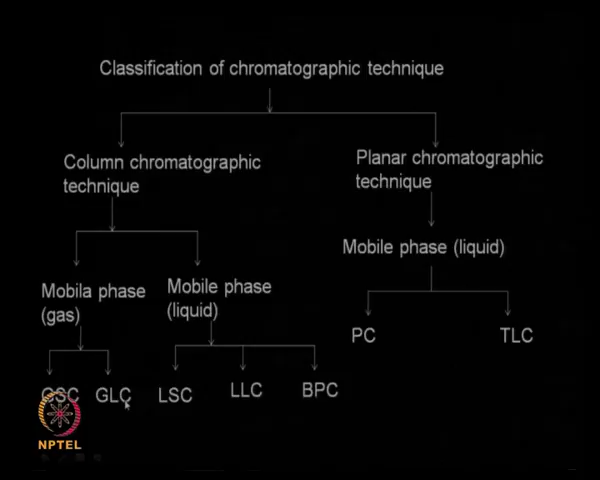 Classification of chromatographic technique
Column chromatographic
technique
Planar chromatographic
technique
Mobile phase (liquid)
Mobila phase
(gas)
Mobile phase
(liquid)
PC
TLC
GSC
GLC
LSC
LLC
BPC
NPTEL